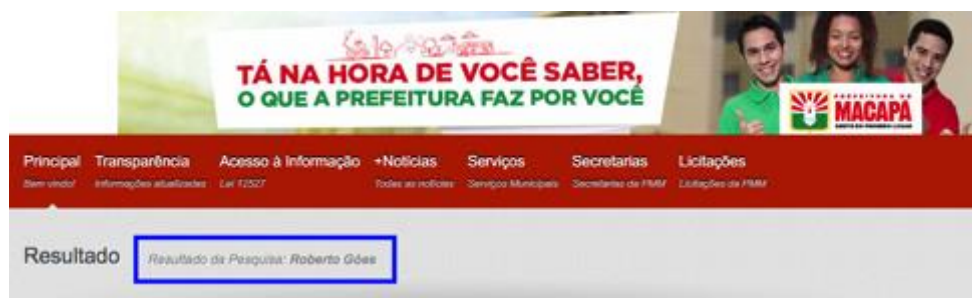 TÁ NA HORA DE VOCÊ SABER,
O QUE A PREFEITURA FAZ POR VOCÊ
PREFEITURA DE
MACAPÁ
Principal Transparência Acesso à Informação +Notícias Serviços Secretarias Licitações
Bem vindo! Informações atualizadas Lei 12527 Todas as notícias Serviços Municipais Secretarias da PMM Licitações da PMM
Resultado Resultado da Pesquisa: Roberto Góes